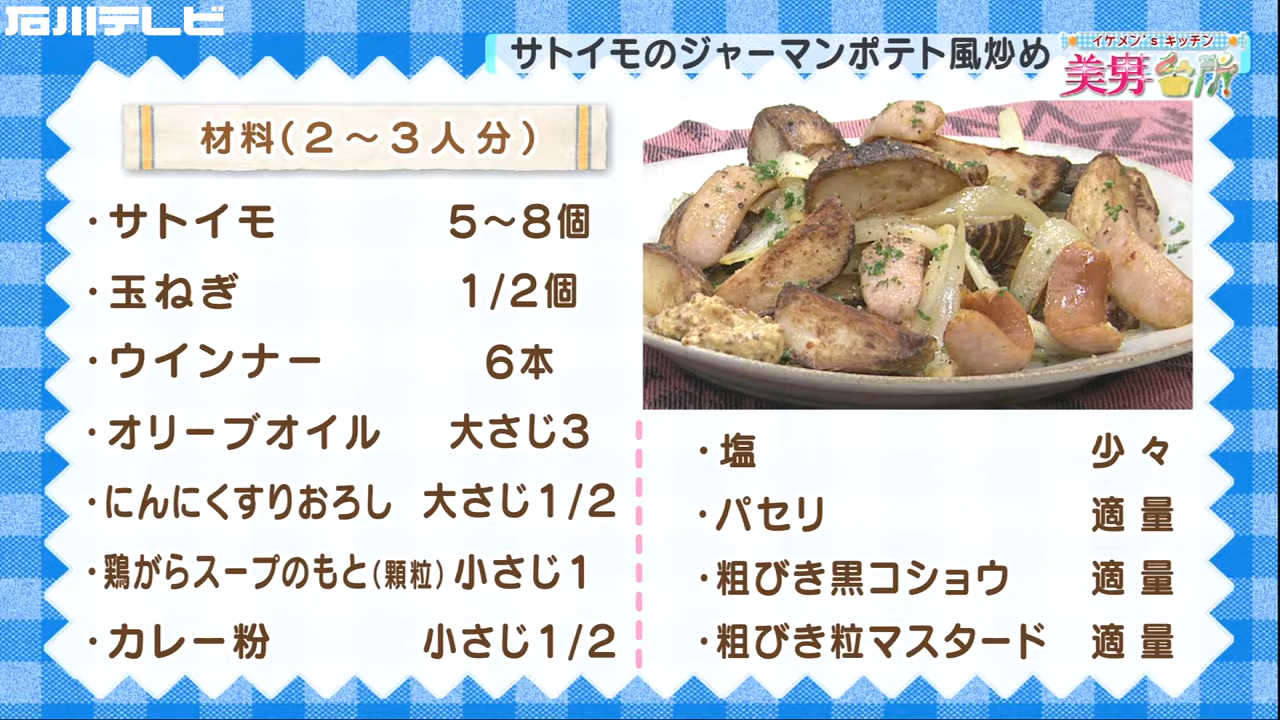 石川テレビ
サトイモのジャーマンポテト風炒め
イケメン's キッチン
美男台所
材料(2～3人分)
・サトイモ 5～8個
・玉ねぎ 1/2個
・ウインナー 6本
・オリーブオイル 大さじ3
・にんにくすりおろし 大さじ1/2
・鶏がらスープのもと(顆粒) 小さじ1
・カレー粉 小さじ1/2
・塩 少々
・パセリ 適量
・粗びき黒コショウ 適量
・粗びき粒マスタード 適量